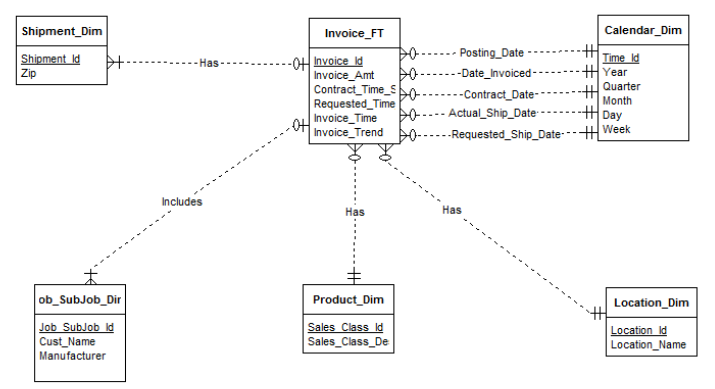 Shipment_Dim
Shipment_Id
Zip
Has
Invoice_FT
Invoice_Id
Invoice_Amt
Contract_Time_S
Requested_Time
Invoice_Time
Invoice_Trend
Posting_Date
Date_Invoiced
Contract_Date
Actual_Ship_Date
Requested_Ship_Date
Calendar_Dim
Time_Id
Year
Quarter
Month
Day
Week
Includes
Has
Has
ob_SubJob_Dir
Job_SubJob_Id
Cust_Name
Manufacturer
Product_Dim
Sales_Class_Id
Sales_Class_De
Location_Dim
Location_Id
Location_Name